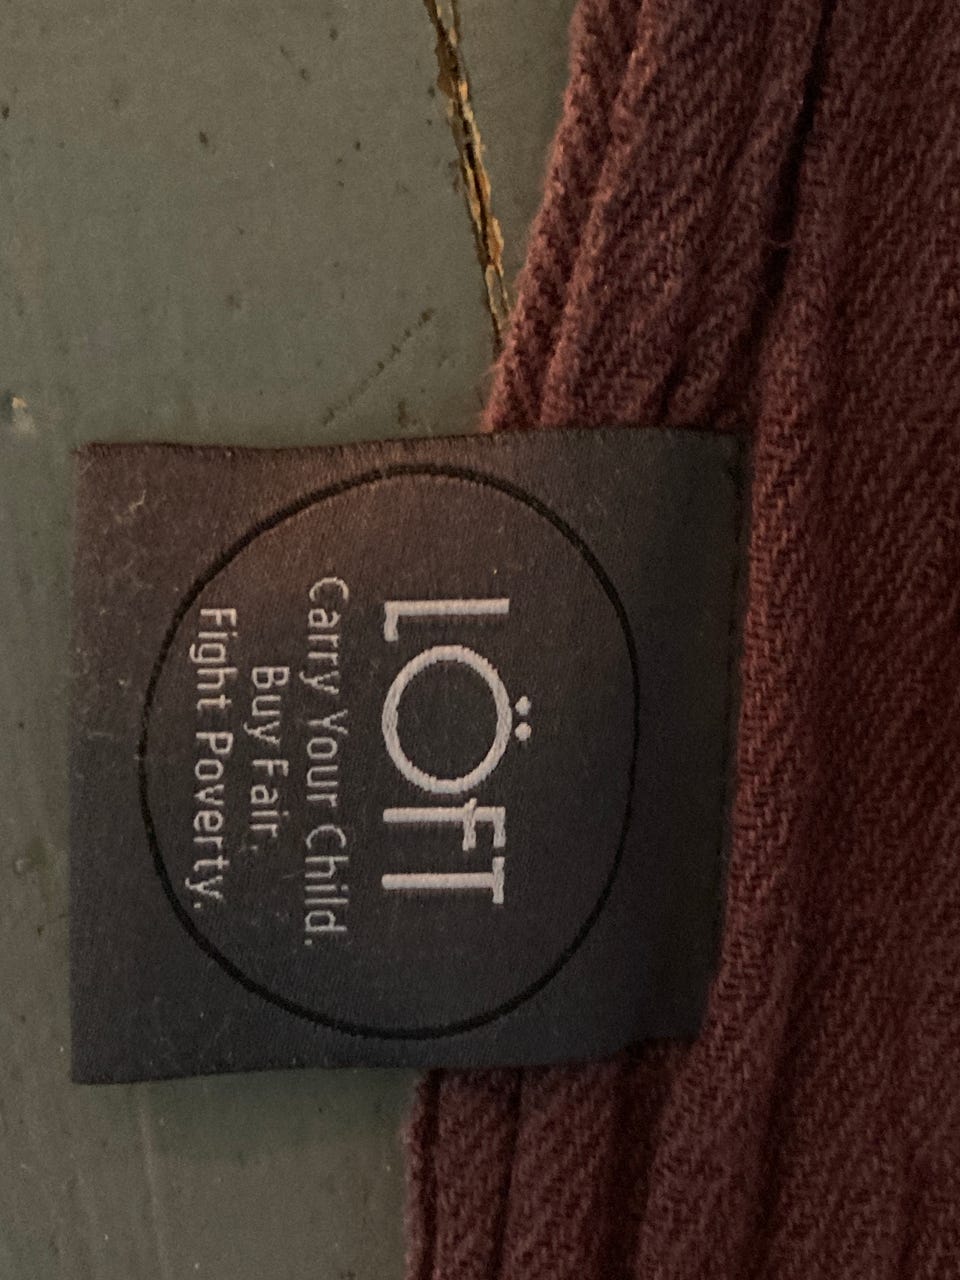 LÖFT
Carry Your Child.
Buy Fair.
Fight Poverty.